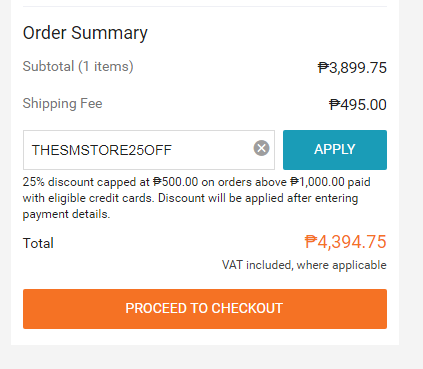 Order Summary
Subtotal (1 items) ₱3,899.75
Shipping Fee ₱495.00
THESMSTORE25OFF APPLY
25% discount capped at ₱500.00 on orders above ₱1,000.00 paid
with eligible credit cards. Discount will be applied after entering
payment details.
Total ₱4,394.75
VAT included, where applicable
PROCEED TO CHECKOUT